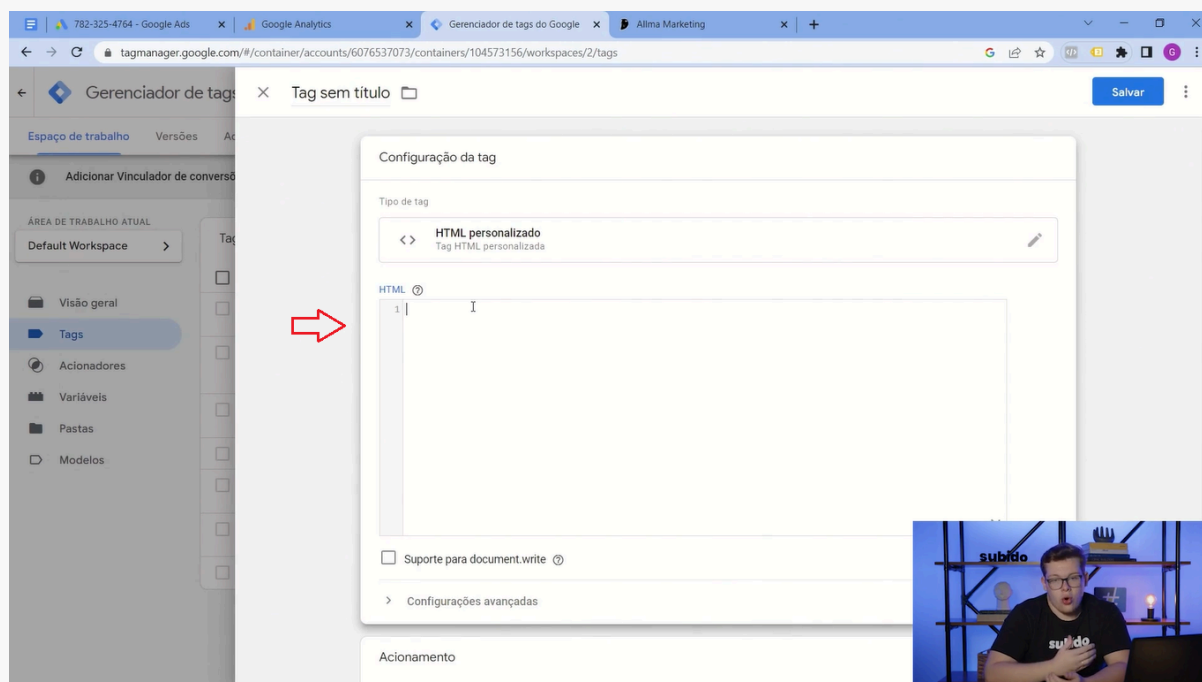 782-325-4764 - Google Ads
Google Analytics
Gerenciador de tags do Google
Allma Marketing
tagmanager.google.com/#/container/accounts/6076537073/containers/104573156/workspaces/2/tags
G
Gerenciador de tags
Tag sem título
Salvar
Espaço de trabalho
Versões
Ad
Adicionar Vinculador de conversõ
Configuração da tag
Tipo de tag
HTML personalizado
Tag HTML personalizada
ÁREA DE TRABALHO ATUAL
Default Workspace
Tag
HTML
1
Visão geral
Tags
Acionadores
Variáveis
Pastas
Modelos
Suporte para document.write
Configurações avançadas
Acionamento
subido
subido